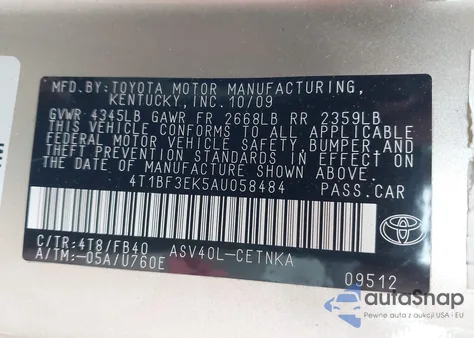 MFD.BY:TOYOTA MOTOR MANUFACTURING,
KENTUCKY,INC.10/09
GVWR 4345LB GAWR FR 2668LB RR 2359LB
THIS VEHICLE CONFORMS TO ALL APPLICABLE
FEDERAL MOTOR VEHICLE SAFETY, BUMPER,AND
THEFT PREVENTION STANDARDS IN EFFECT ON
THE DATE OF MANUFACTURE SHOWN ABOVE.
4T1BF3EK5AU058484 PASS.CAR
C/TR:4T8/FB40 ASV40L-CETNKA
A/TM:-05A/U760E
TOYOTA
09512
autoSnap
Pewne auta z aukcji USA i EU